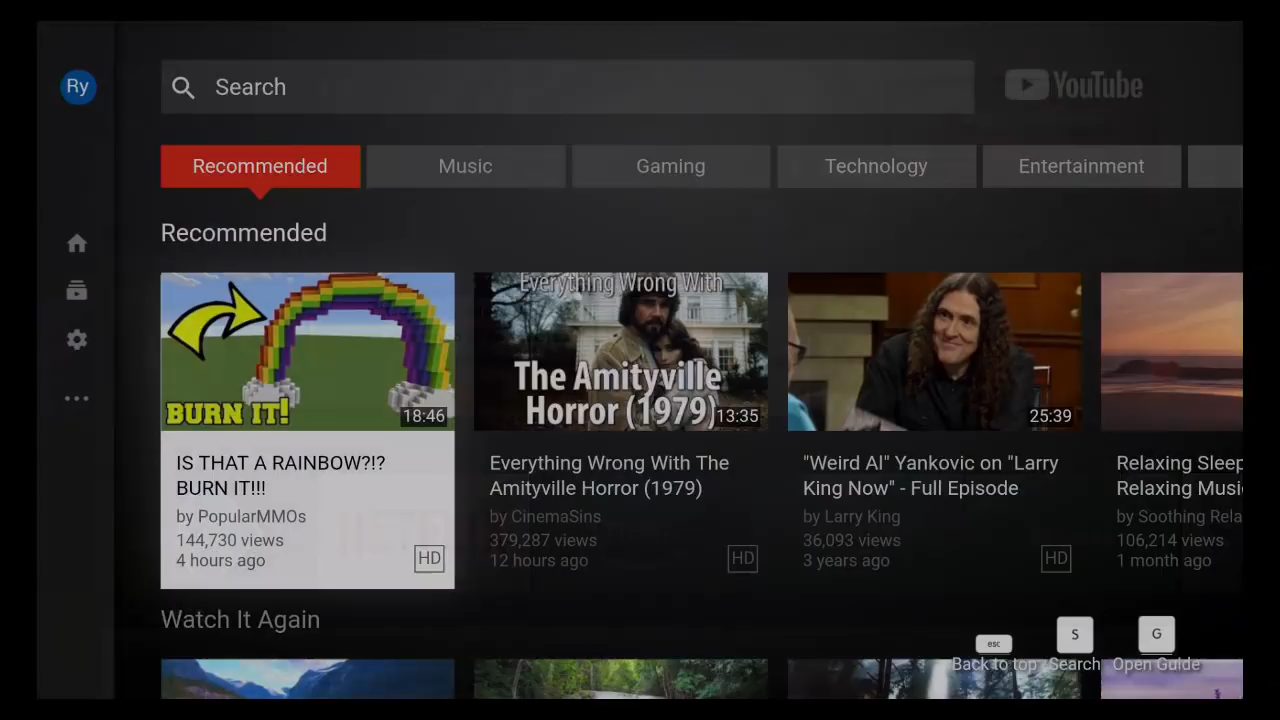 Ry
Search
YouTube
Recommended
Music
Gaming
Technology
Entertainment
Recommended
BURN IT!
18:46
IS THAT A RAINBOW?!?
BURN IT!!!
by PopularMMOs
144,730 views
4 hours ago
HD
Everything Wrong With
The Amityville
Horror (1979)
13:35
Everything Wrong With The
Amityville Horror (1979)
by CinemaSins
379,287 views
12 hours ago
HD
25:39
"Weird Al" Yankovic on "Larry
King Now" - Full Episode
by Larry King
36,093 views
3 years ago
HD
Relaxing Sleep
Relaxing Musi
by Soothing Rela
106,214 views
1 month ago
Watch It Again
esc
Back to top
S
Search
G
Open Guide